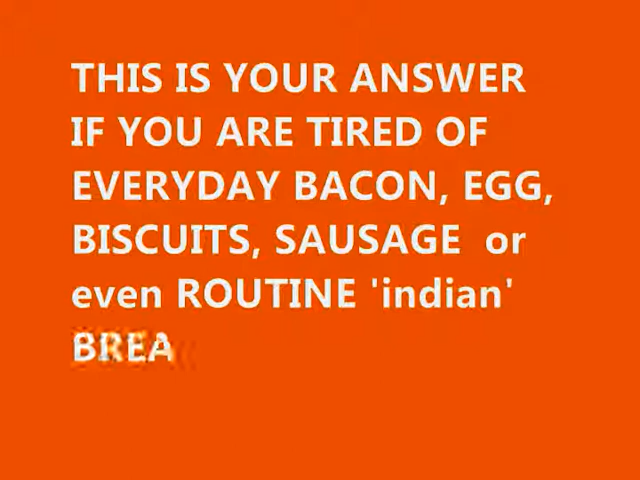 THIS IS YOUR ANSWER
IF YOU ARE TIRED OF
EVERYDAY BACON, EGG,
BISCUITS, SAUSAGE or
even ROUTINE 'indian'
BREA